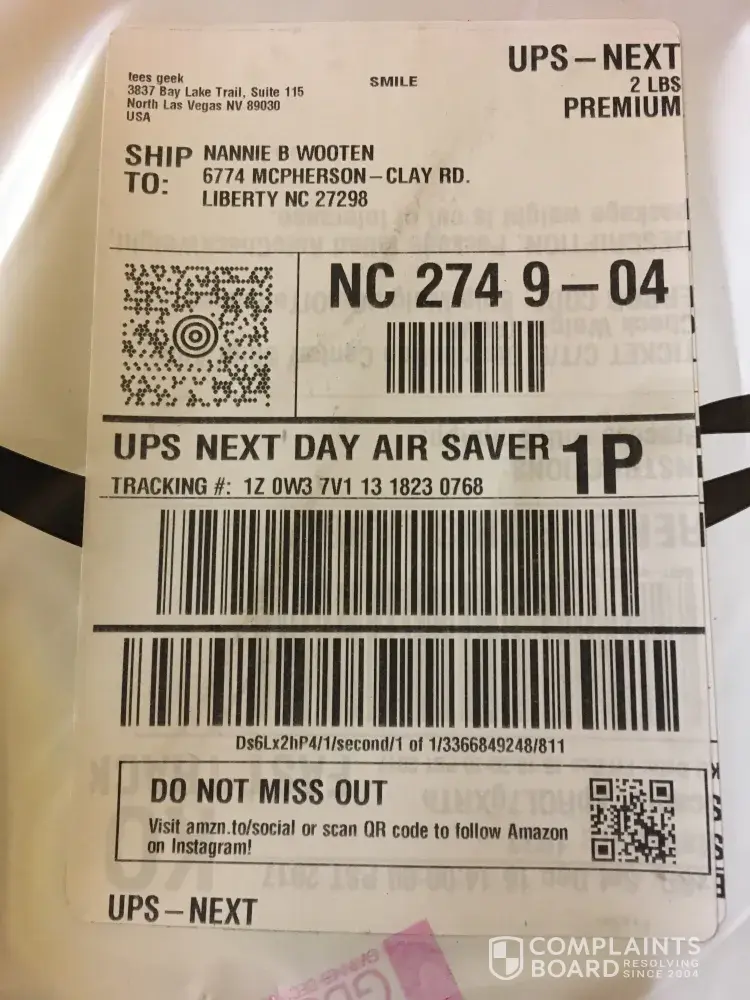 UPS-NEXT
2 LBS
PREMIUM
tees geek
3837 Bay Lake Trail, Suite 115
North Las Vegas NV 89030
USA
SMILE
SHIP TO:
NANNIE B WOOTEN
6774 MCPHERSON-CLAY RD.
LIBERTY NC 27298
NC 274 9-04
UPS NEXT DAY AIR SAVER 1P
TRACKING #: 1Z 0W3 7V1 13 1823 0768
Ds6Lx2hP4/1/second/1 of 1/3366849248/811
DO NOT MISS OUT
Visit amzn.to/social or scan QR code to follow Amazon
on Instagram!
UPS-NEXT
COMPLAINTS
BOARD RESOLVING
SINCE 2004